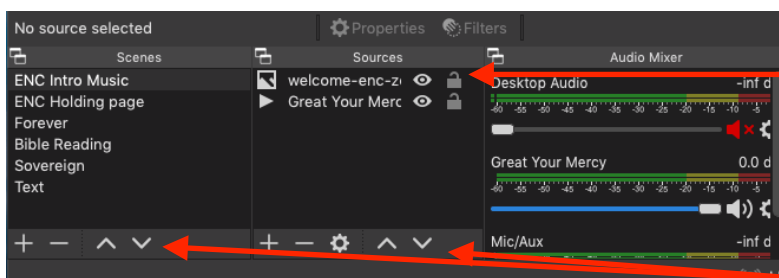 No source selected
Properties
Filters
Scenes
Sources
Audio Mixer
ENC Intro Music
ENC Holding page
Forever
Bible Reading
Sovereign
Text
welcome-enc-z
Great Your Merc
Desktop Audio -inf d
-60 -55 -50 -45 -40 -35 -30 -25 -20 -15 -10 -5
Great Your Mercy 0.0 d
-60 -55 -50 -45 -40 -35 -30 -25 -20 -15 -10 -5
Mic/Aux -inf d